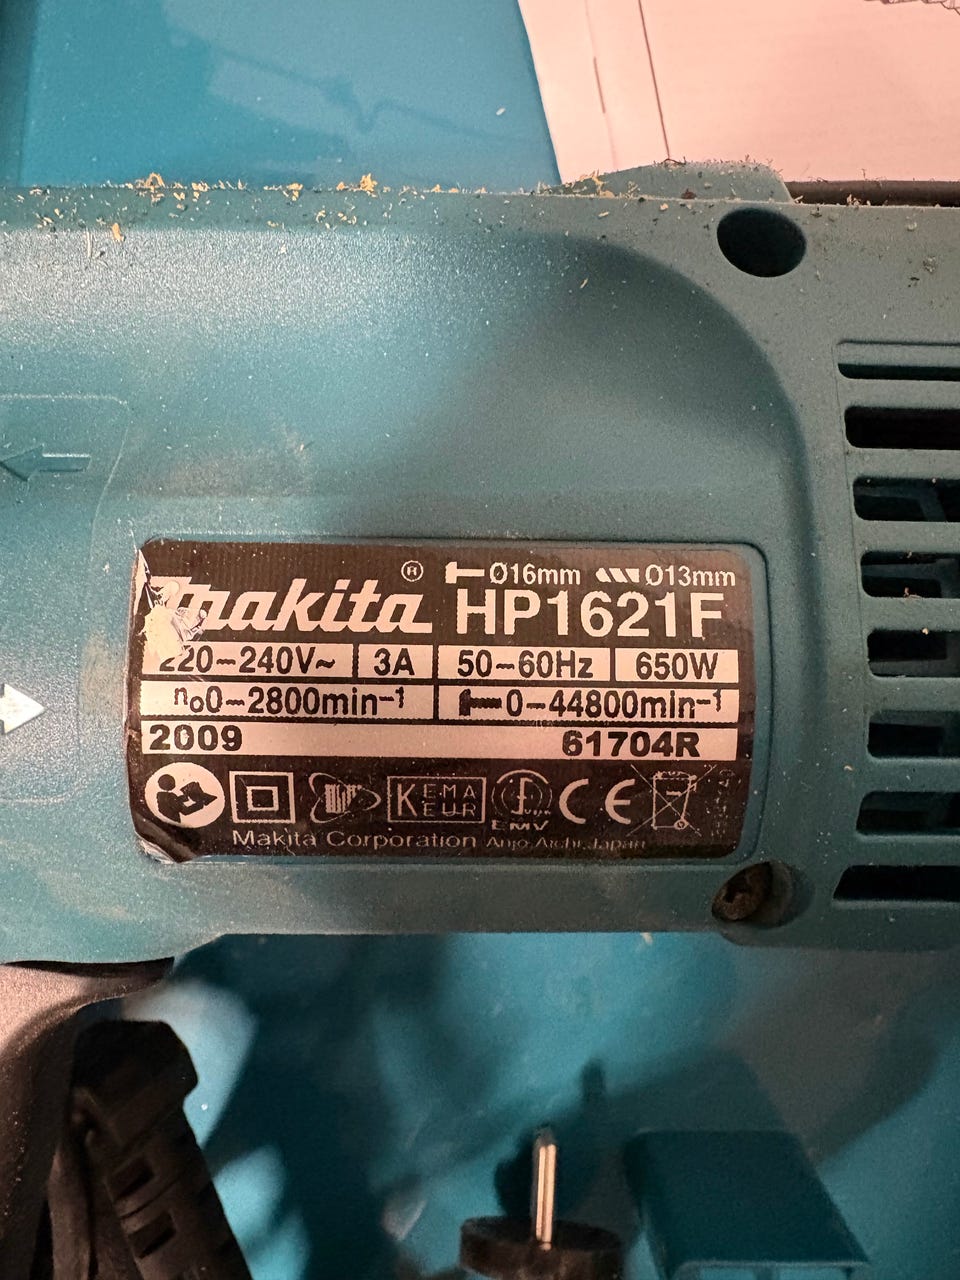 makita ® Ø16mm Ø13mm
HP1621F
220~240V~ 3A 50~60Hz 650W
n₀0~2800min⁻¹ 0~44800min⁻¹
2009 61704R
KEMA
KEUR
EMV
CE
Makita Corporation Anjo, Aichi, Japan